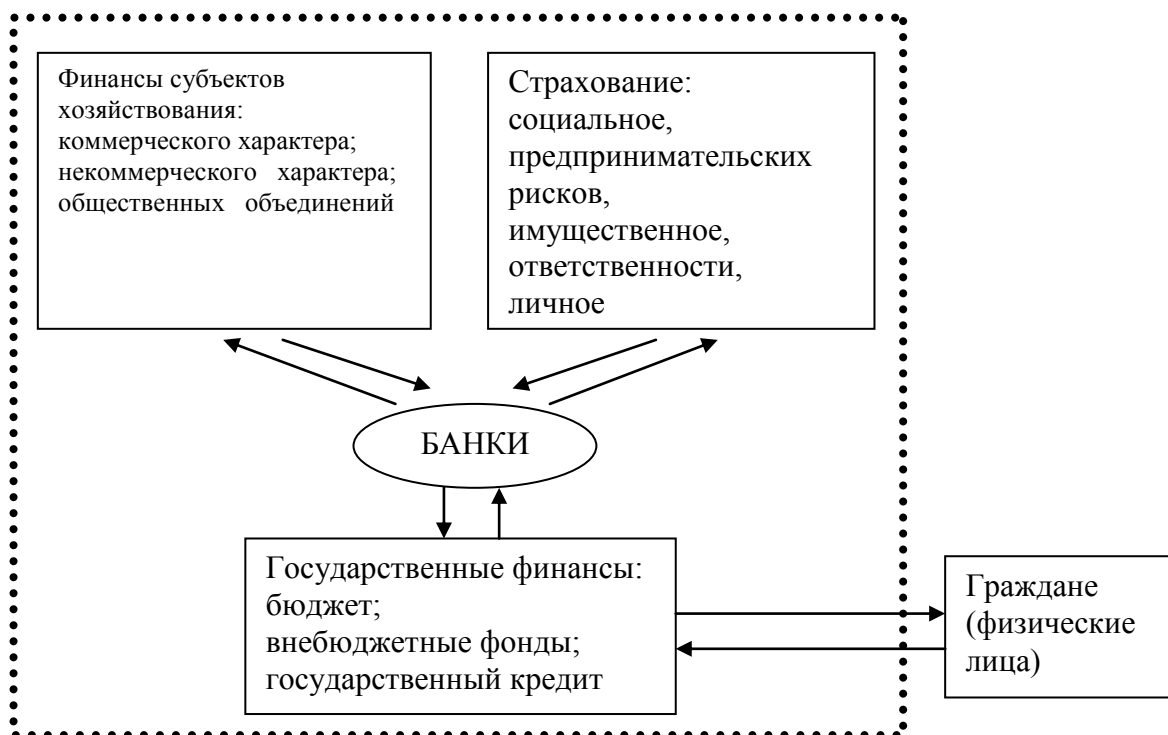 Финансы субъектов
хозяйствования:
коммерческого характера;
некоммерческого характера;
общественных объединений
Страхование:
социальное,
предпринимательских
рисков,
имущественное,
ответственности,
личное
БАНКИ
Государственные финансы:
бюджет;
внебюджетные фонды;
государственный кредит
Граждане
(физические
лица)